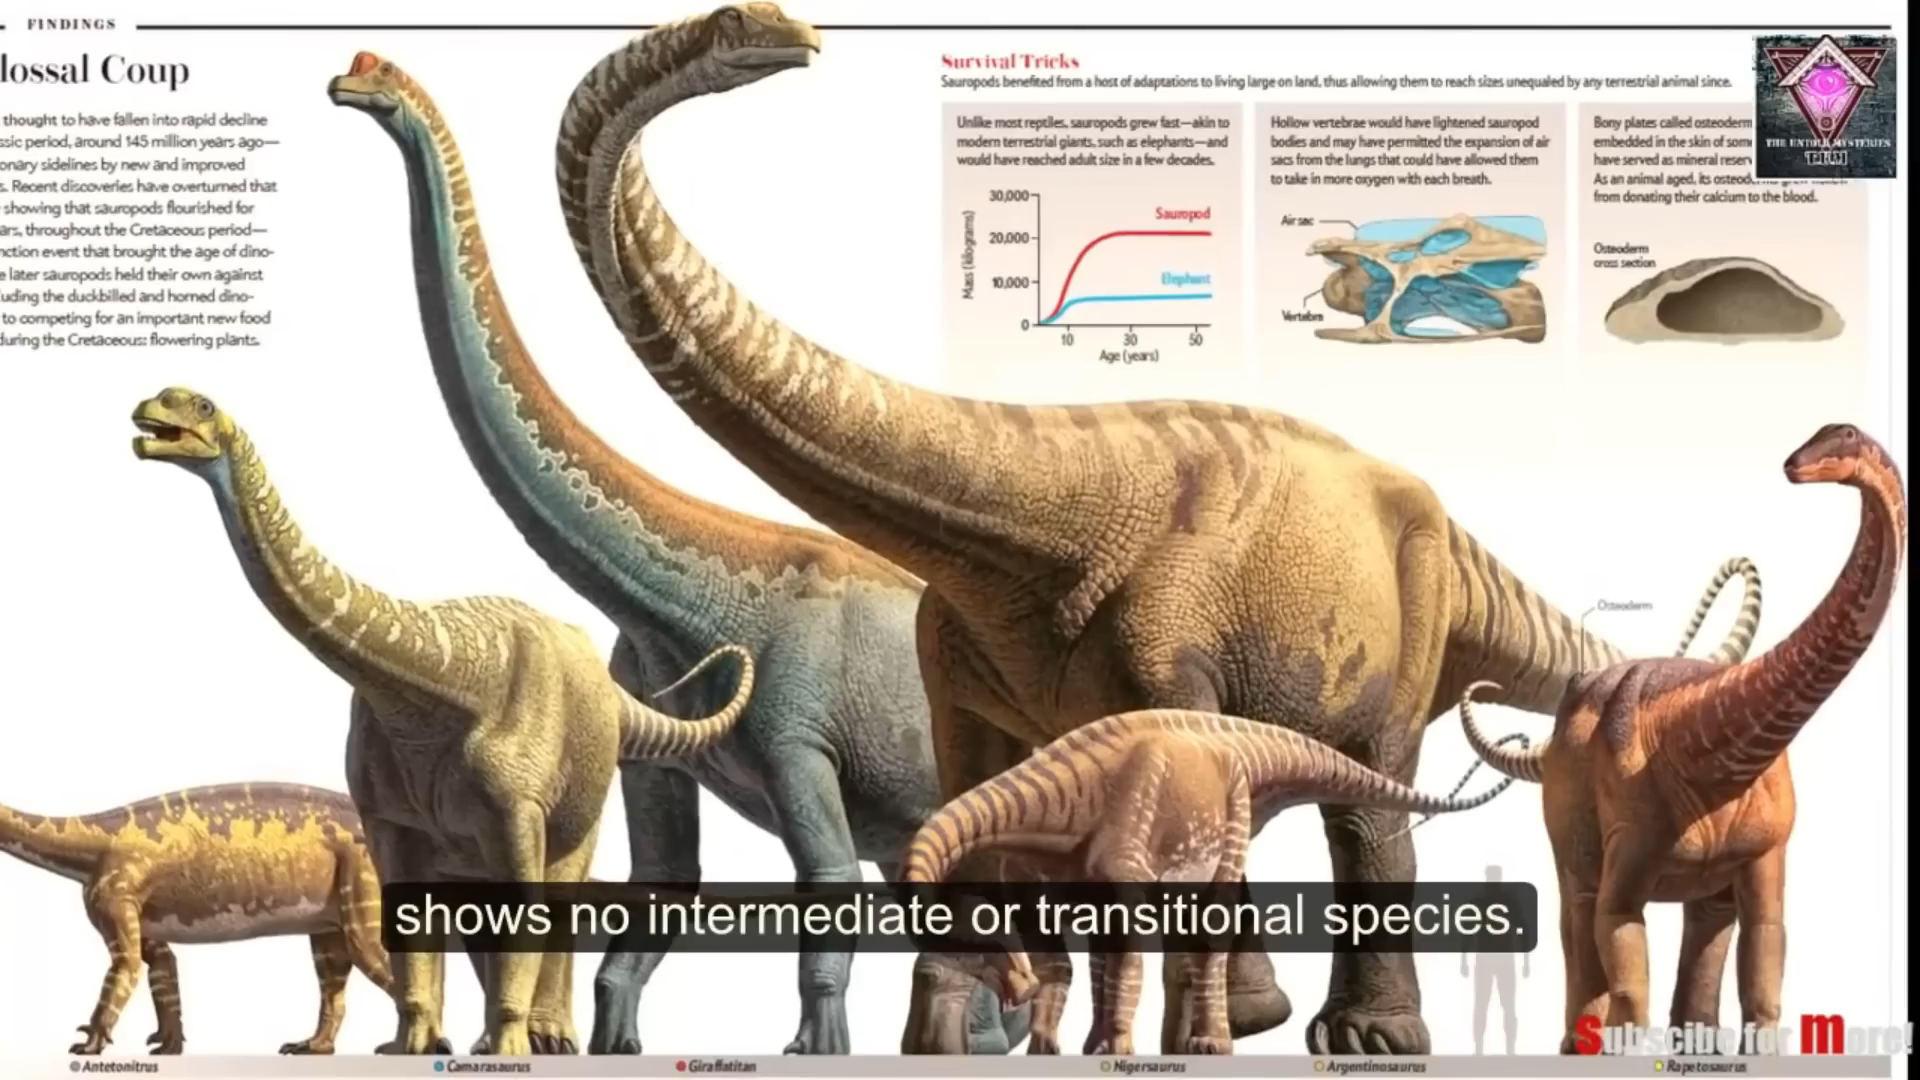 FINDINGS
lossal Coup
thought to have fallen into rapid decline
ssic period, around 145 million years ago—
onary sidelines by new and improved
s. Recent discoveries have overturned that
showing that sauropods flourished for
ars, throughout the Cretaceous period—
nction event that brought the age of dino-
e later sauropods held their own against
luding the duckbilled and horned dino-
to competing for an important new food
during the Cretaceous: flowering plants.
Survival Tricks
Sauropods benefited from a host of adaptations to living large on land, thus allowing them to reach sizes unequaled by any terrestrial animal since.
Unlike most reptiles, sauropods grew fast—akin to
modern terrestrial giants, such as elephants—and
would have reached adult size in a few decades.
30,000
20,000
10,000
0
Mass (kilograms)
Sauropod
Elephant
10 30 50
Age (years)
Hollow vertebrae would have lightened sauropod
bodies and may have permitted the expansion of air
sacs from the lungs that could have allowed them
to take in more oxygen with each breath.
Air sac
Vertebra
Bony plates called osteoderm
embedded in the skin of som
have served as mineral reserv
As an animal aged, its osteod
from donating their calcium to the blood.
Osteoderm
cross section
THE UNTOLD MYSTERIES
Osteoderm
shows no intermediate or transitional species.
Subscibe for More!
Antetonitrus
Camarasaurus
Giraffatitan
Nigersaurus
Argentinosaurus
Rapetosaurus